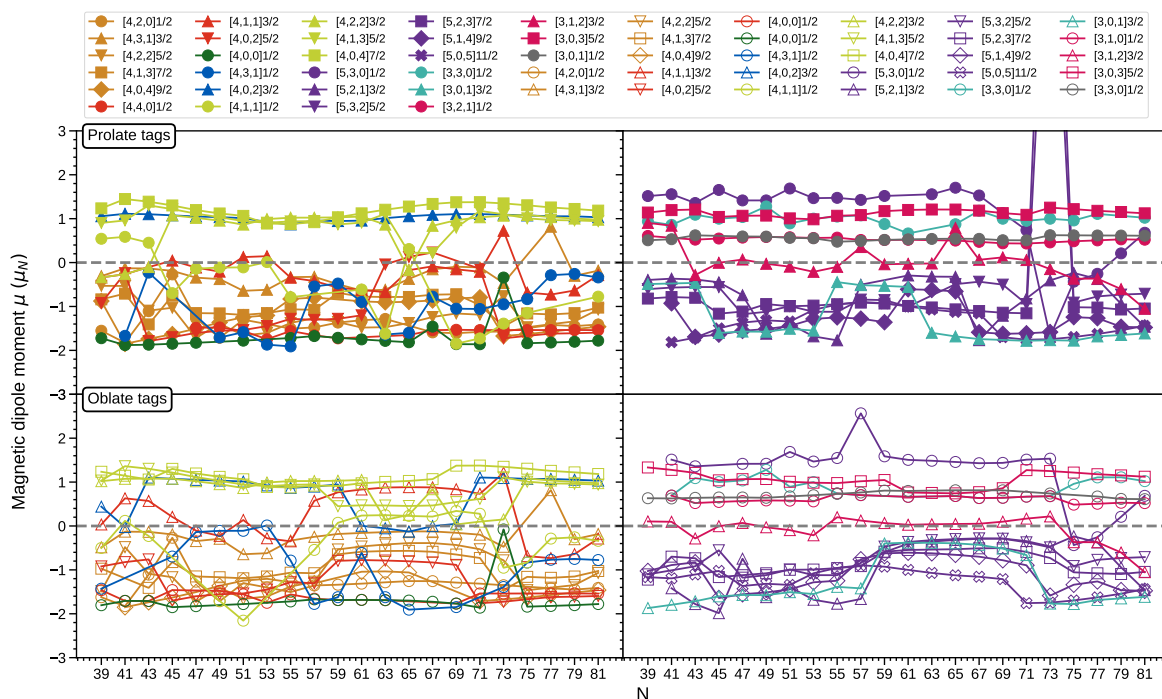 [4,2,0]1/2 [4,1,1]3/2 [4,2,2]3/2 [5,2,3]7/2 [3,1,2]3/2 [4,2,2]5/2 [4,0,0]1/2 [4,2,2]3/2 [5,3,2]5/2 [3,0,1]3/2
[4,3,1]3/2 [4,0,2]5/2 [4,1,3]5/2 [5,1,4]9/2 [3,0,3]5/2 [4,1,3]7/2 [4,0,0]1/2 [4,1,3]5/2 [5,2,3]7/2 [3,1,0]1/2
[4,2,2]5/2 [4,0,0]1/2 [4,0,4]7/2 [5,0,5]11/2 [3,0,1]1/2 [4,0,4]9/2 [4,3,1]1/2 [4,0,4]7/2 [5,1,4]9/2 [3,1,2]3/2
[4,1,3]7/2 [4,3,1]1/2 [5,3,0]1/2 [3,3,0]1/2 [4,2,0]1/2 [4,1,1]3/2 [4,0,2]3/2 [5,3,0]1/2 [5,0,5]11/2 [3,0,3]5/2
[4,0,4]9/2 [4,0,2]3/2 [5,2,1]3/2 [3,0,1]3/2 [4,3,1]3/2 [4,0,2]5/2 [4,1,1]1/2 [5,2,1]3/2 [3,3,0]1/2 [3,3,0]1/2
[4,4,0]1/2 [4,1,1]1/2 [5,3,2]5/2 [3,2,1]1/2
Prolate tags
3
2
1
0
−1
−2
−3
Oblate tags
2
1
0
−1
−2
−3
Magnetic dipole moment μ (μN)
39 41 43 45 47 49 51 53 55 57 59 61 63 65 67 69 71 73 75 77 79 81
39 41 43 45 47 49 51 53 55 57 59 61 63 65 67 69 71 73 75 77 79 81
N